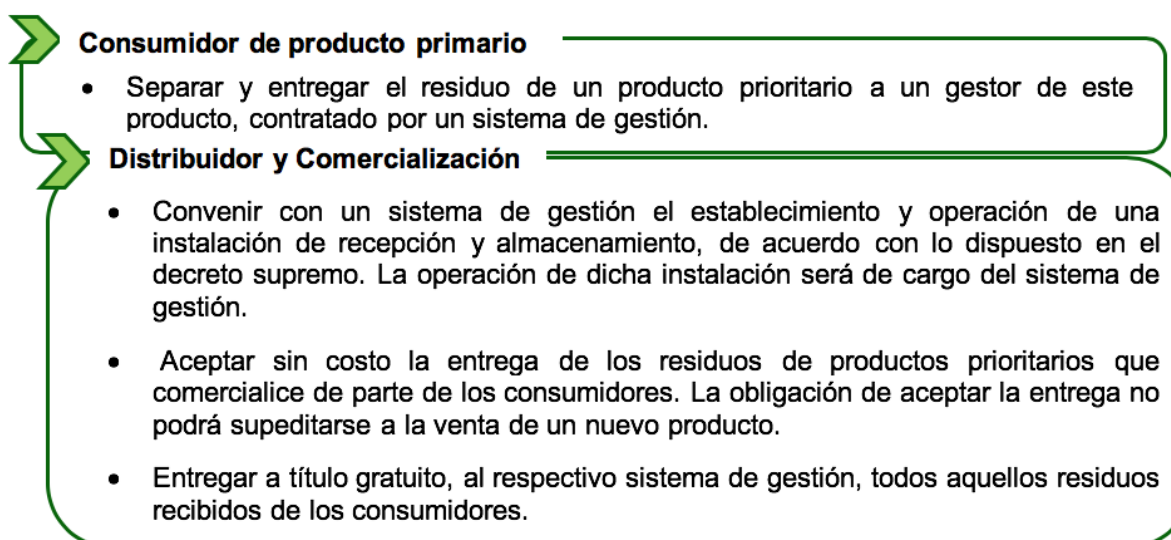 Consumidor de producto primario
• Separar y entregar el residuo de un producto prioritario a un gestor de este
producto, contratado por un sistema de gestión.
Distribuidor y Comercialización
• Convenir con un sistema de gestión el establecimiento y operación de una
instalación de recepción y almacenamiento, de acuerdo con lo dispuesto en el
decreto supremo. La operación de dicha instalación será de cargo del sistema de
gestión.
• Aceptar sin costo la entrega de los residuos de productos prioritarios que
comercialice de parte de los consumidores. La obligación de aceptar la entrega no
podrá supeditarse a la venta de un nuevo producto.
• Entregar a título gratuito, al respectivo sistema de gestión, todos aquellos residuos
recibidos de los consumidores.